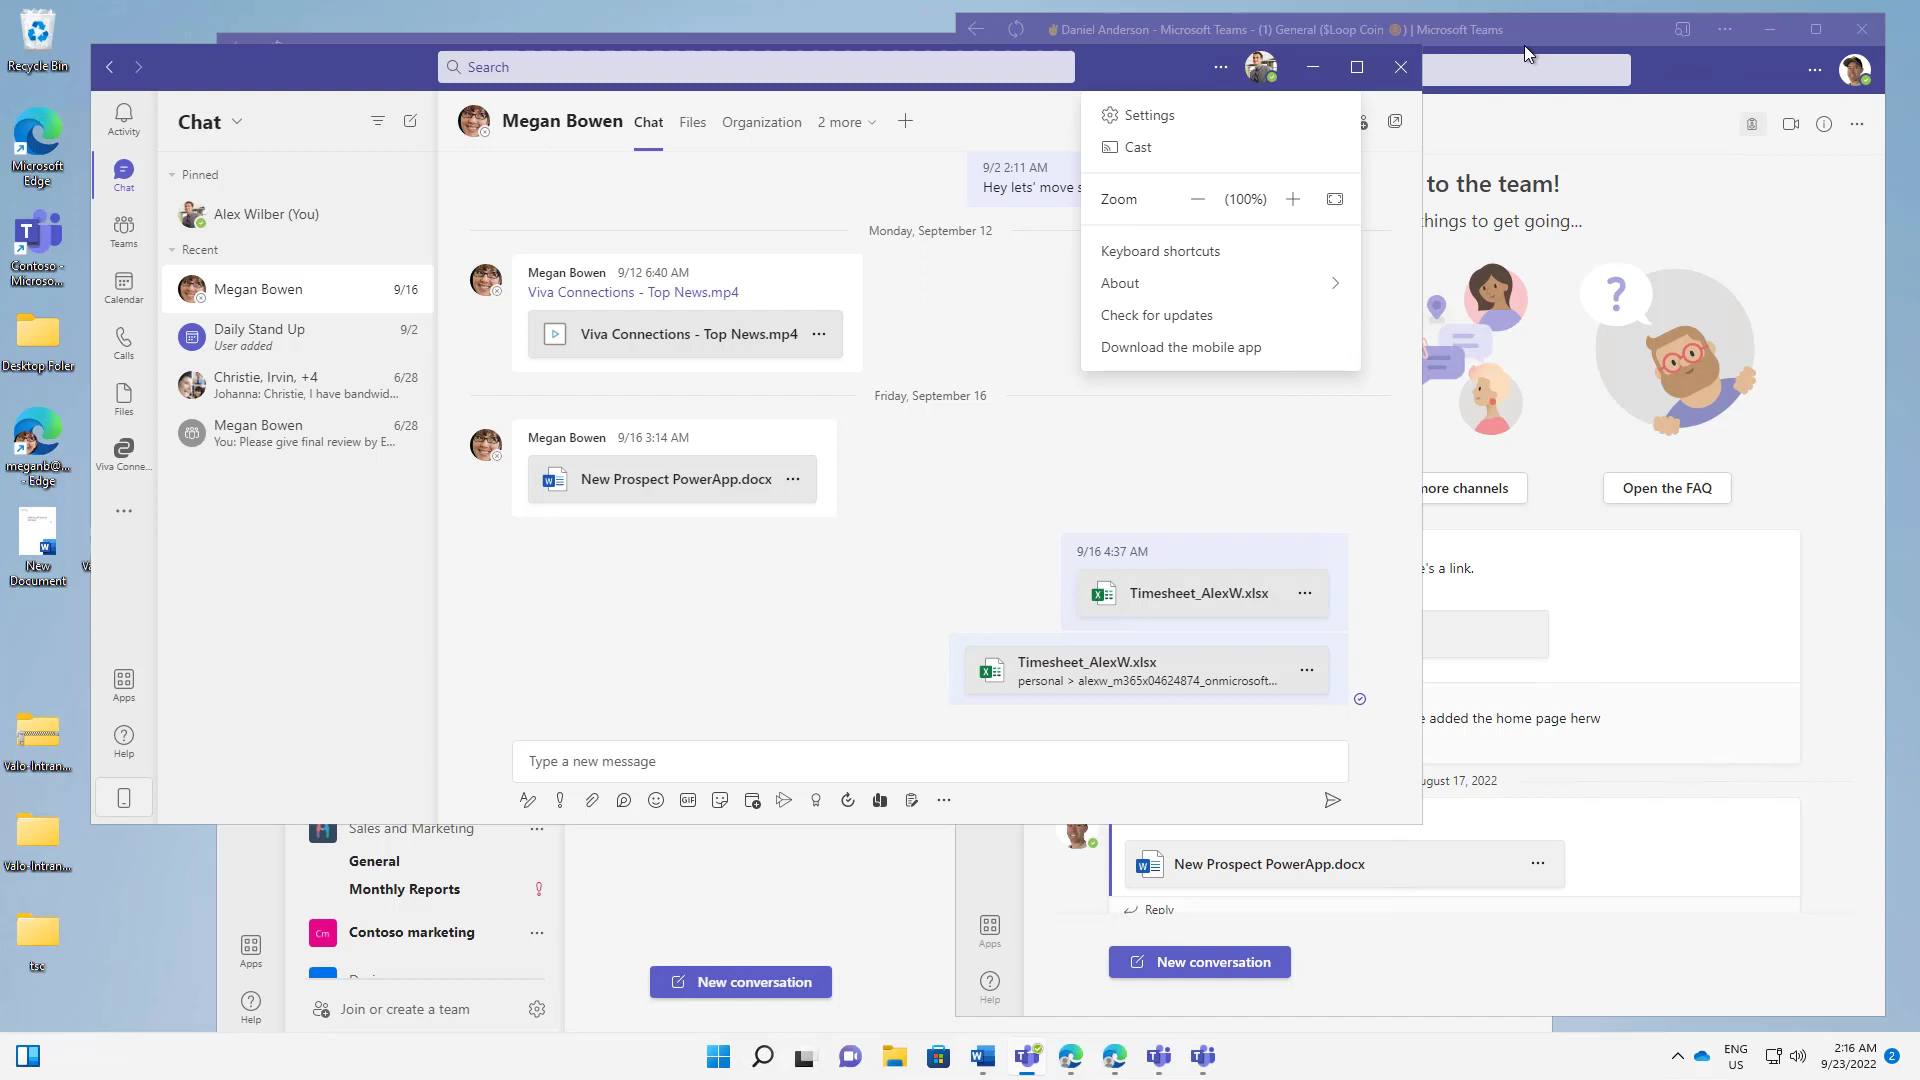 Recycle Bin
Microsoft Edge
Contoso - Microso...
Desktop Foler
meganb@... - Edge
New Document
Valo-Intran...
Valo-Intran...
tsc
Daniel Anderson - Microsoft Teams - (1) General ($Loop Coin ) | Microsoft Teams
Search
Activity
Chat
Teams
Calendar
Calls
Files
Viva Conne...
Apps
Help
Chat
Pinned
Alex Wilber (You)
Recent
Megan Bowen 9/16
Daily Stand Up 9/2
User added
Christie, Irvin, +4 6/28
Johanna: Christie, I have bandwid...
Megan Bowen 6/28
You: Please give final review by E...
Megan Bowen Chat Files Organization 2 more
9/2 2:11 AM
Hey lets' move s
Monday, September 12
Megan Bowen 9/12 6:40 AM
Viva Connections - Top News.mp4
Viva Connections - Top News.mp4
Friday, September 16
Megan Bowen 9/16 3:14 AM
New Prospect PowerApp.docx
9/16 4:37 AM
Timesheet_AlexW.xlsx
Timesheet_AlexW.xlsx
personal > alexw_m365x04624874_onmicrosoft...
Type a new message
GIF
Settings
Cast
Zoom (100%)
Keyboard shortcuts
About
Check for updates
Download the mobile app
to the team!
things to get going...
more channels
Open the FAQ
's a link.
e added the home page herw
ugust 17, 2022
New Prospect PowerApp.docx
Reply
New conversation
Apps
Help
Sales and Marketing
General
Monthly Reports
Cm Contoso marketing
Join or create a team
New conversation
Apps
Help
ENG
US
2:16 AM
9/23/2022
2